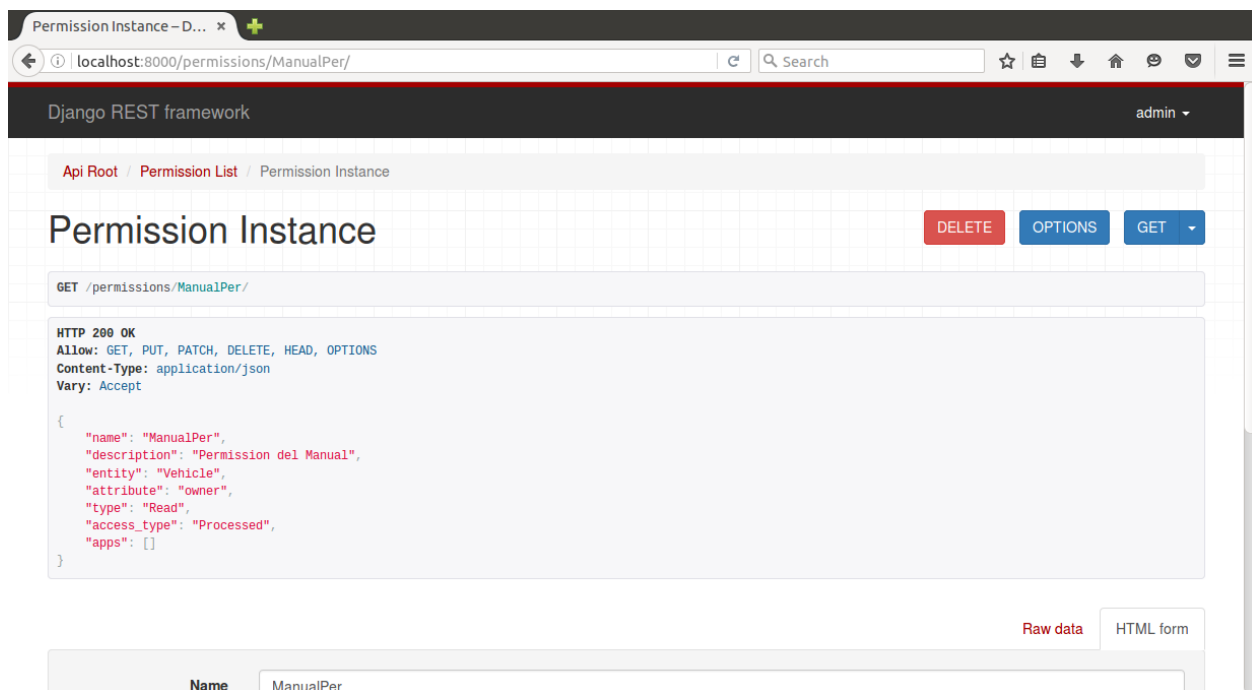 Permission Instance – D... ×
localhost:8000/permissions/ManualPer/
Search
Django REST framework
admin
Api Root / Permission List / Permission Instance
Permission Instance
DELETE
OPTIONS
GET
GET /permissions/ManualPer/
HTTP 200 OK
Allow: GET, PUT, PATCH, DELETE, HEAD, OPTIONS
Content-Type: application/json
Vary: Accept
{
"name": "ManualPer",
"description": "Permission del Manual",
"entity": "Vehicle",
"attribute": "owner",
"type": "Read",
"access_type": "Processed",
"apps": []
}
Raw data
HTML form
Name
ManualPer